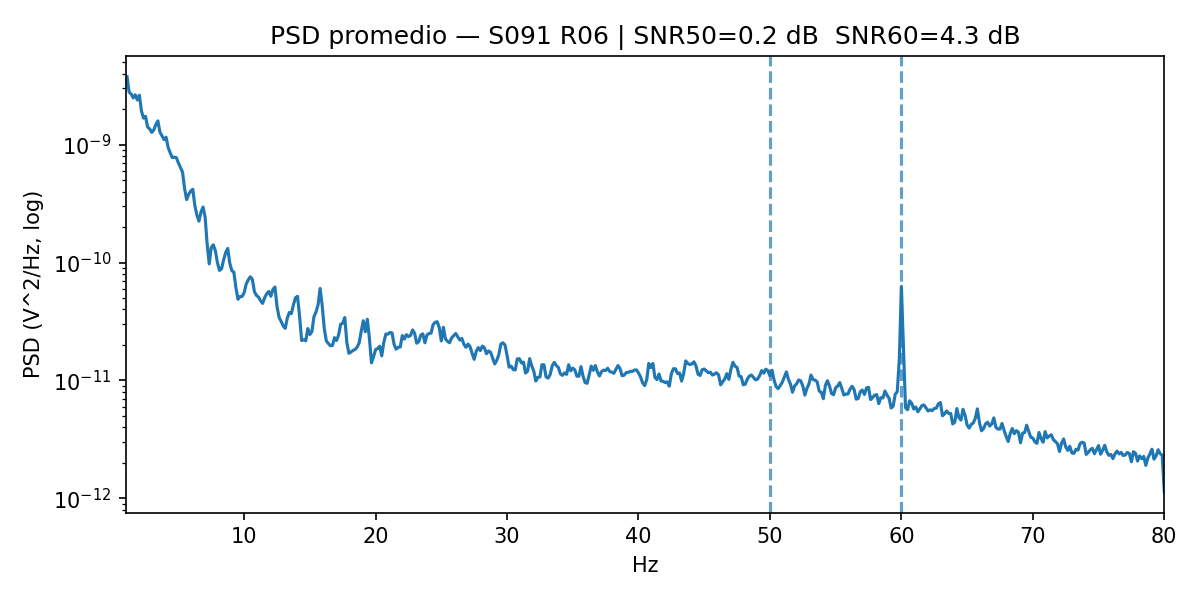 PSD promedio — S091 R06 | SNR50=0.2 dB  SNR60=4.3 dB
PSD (V^2/Hz, log)
10⁻⁹
10⁻¹⁰
10⁻¹¹
10⁻¹²
10 20 30 40 50 60 70 80
Hz